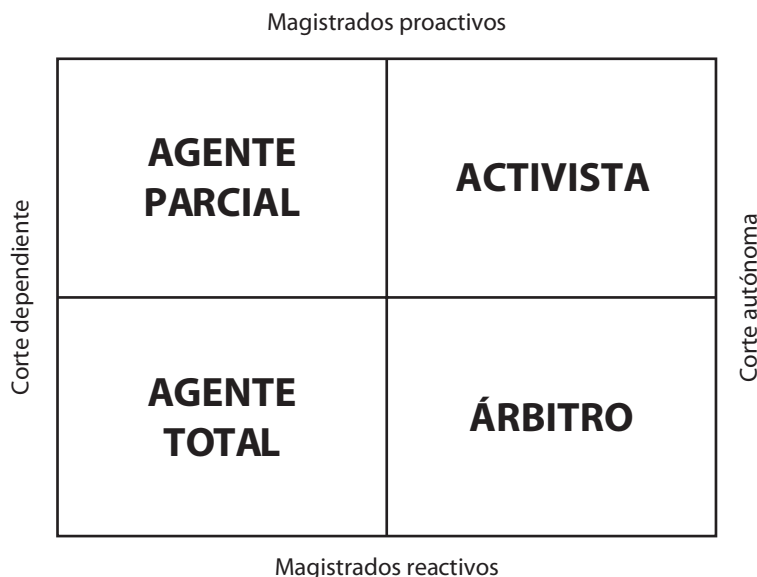 Magistrados proactivos
AGENTE
PARCIAL
ACTIVISTA
Corte dependiente
Corte autónoma
AGENTE
TOTAL
ÁRBITRO
Magistrados reactivos